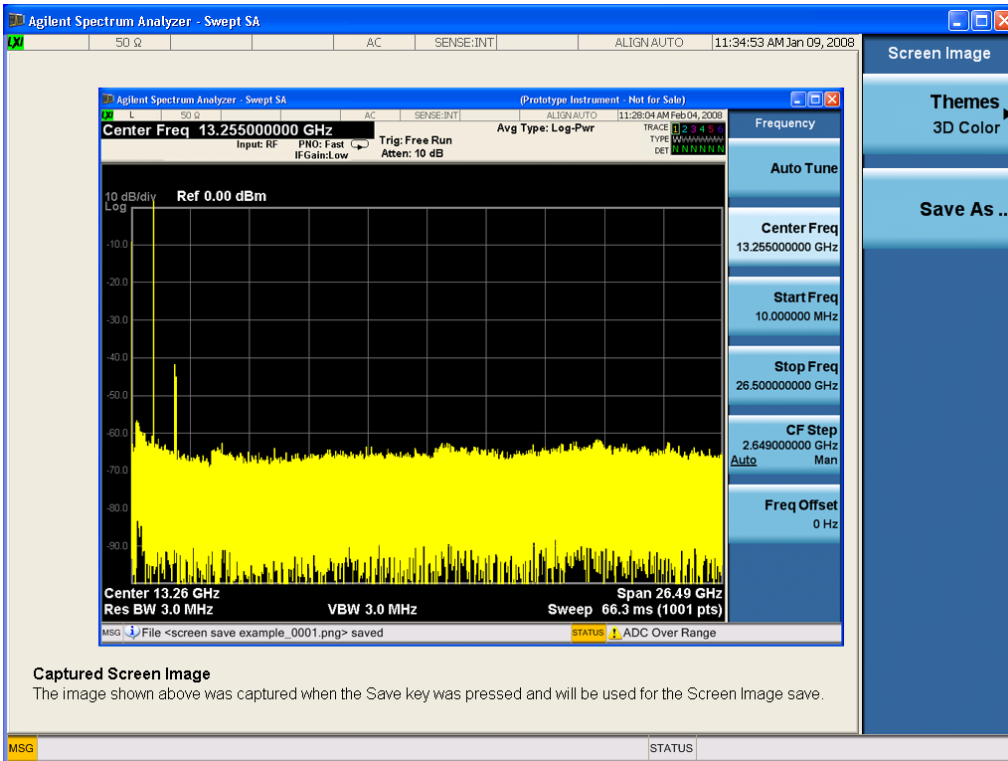 Agilent Spectrum Analyzer - Swept SA
LXI 50 Ω AC SENSE:INT ALIGN AUTO 11:34:53 AM Jan 09, 2008
Screen Image
Themes
3D Color
Save As ..
Agilent Spectrum Analyzer - Swept SA (Prototype Instrument - Not for Sale)
LXI L 50 Ω AC SENSE:INT ALIGN AUTO 11:28:04 AM Feb 04, 2008
Center Freq 13.255000000 GHz
Input: RF PNO: Fast
IFGain:Low
Trig: Free Run
Atten: 10 dB
Avg Type: Log-Pwr
TRACE 1 2 3 4 5 6
TYPE
DET N N N N N N
Frequency
Auto Tune
Center Freq
13.255000000 GHz
Start Freq
10.000000 MHz
Stop Freq
26.500000000 GHz
CF Step
2.649000000 GHz
Auto Man
Freq Offset
0 Hz
10 dB/div Ref 0.00 dBm
Log
-10.0
-20.0
-30.0
-40.0
-50.0
-60.0
-70.0
-80.0
-90.0
Center 13.26 GHz Span 26.49 GHz
Res BW 3.0 MHz VBW 3.0 MHz Sweep 66.3 ms (1001 pts)
MSG File <screen save example_0001.png> saved STATUS ADC Over Range
Captured Screen Image
The image shown above was captured when the Save key was pressed and will be used for the Screen Image save.
MSG STATUS